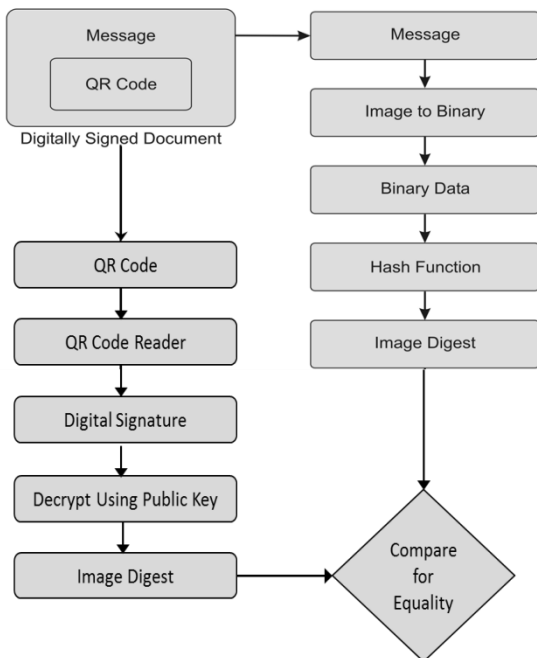 Message
QR Code
Digitally Signed Document
QR Code
QR Code Reader
Digital Signature
Decrypt Using Public Key
Image Digest
Message
Image to Binary
Binary Data
Hash Function
Image Digest
Compare
for
Equality